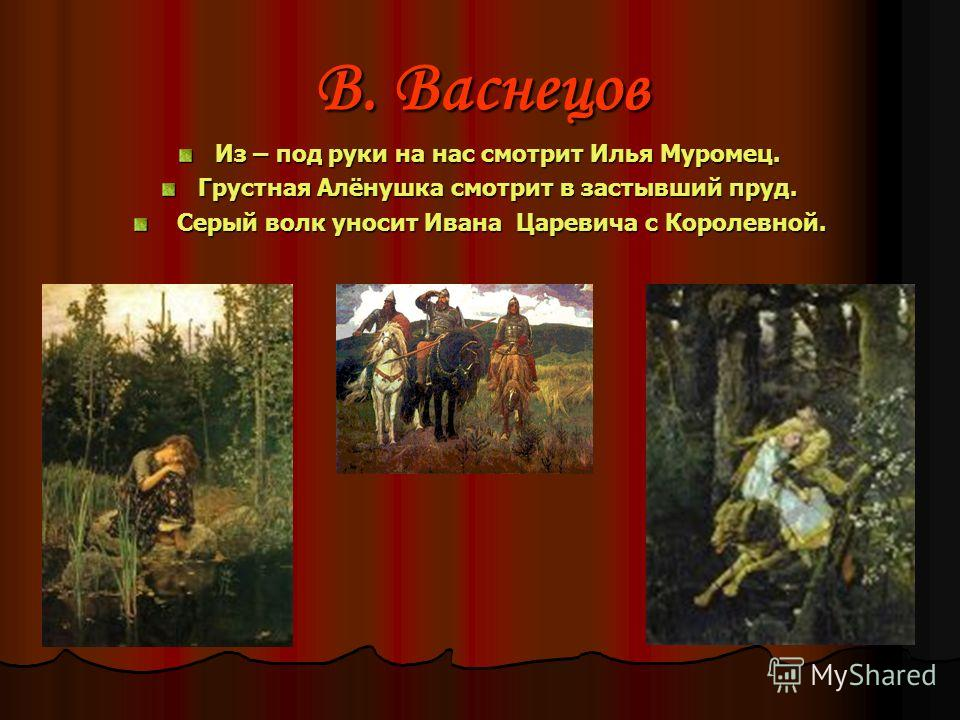 В. Васнецов
Из – под руки на нас смотрит Илья Муромец.
Грустная Алёнушка смотрит в застывший пруд.
Серый волк уносит Ивана Царевича с Королевной.
MyShared